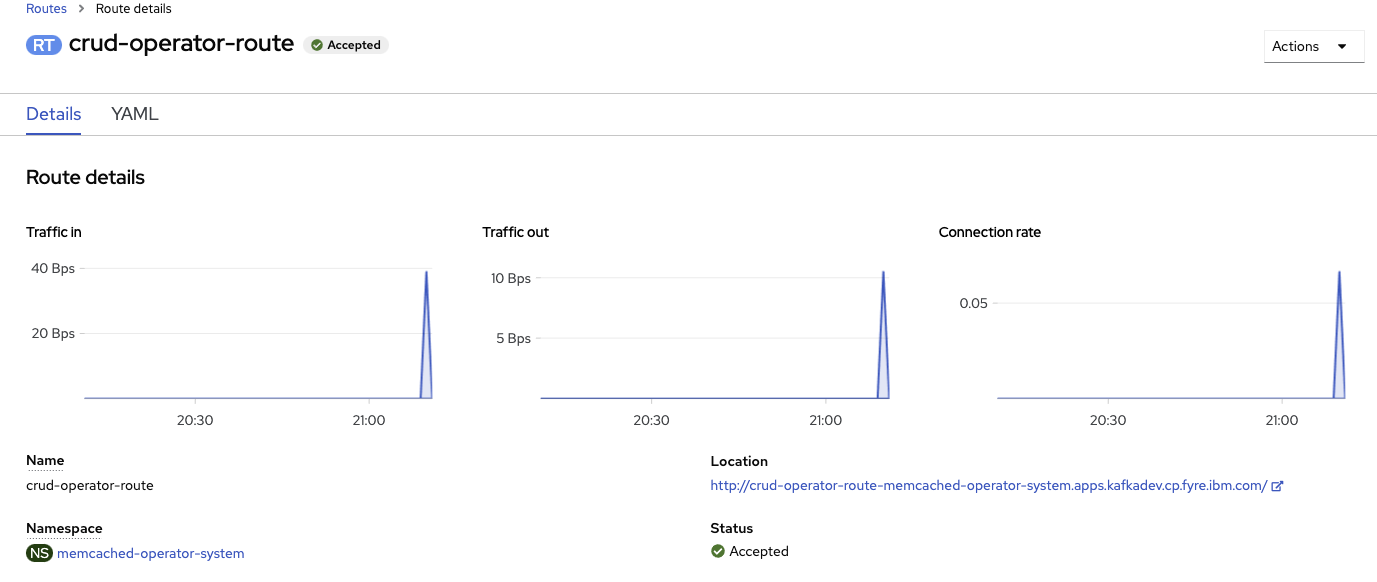 Routes > Route details
RT crud-operator-route Accepted
Actions
Details YAML
Route details
Traffic in
40 Bps
20 Bps
20:30 21:00
Traffic out
10 Bps
5 Bps
20:30 21:00
Connection rate
0.05
20:30 21:00
Name
crud-operator-route
Namespace
NS memcached-operator-system
Location
http://crud-operator-route-memcached-operator-system.apps.kafkadev.cp.fyre.ibm.com/
Status
Accepted